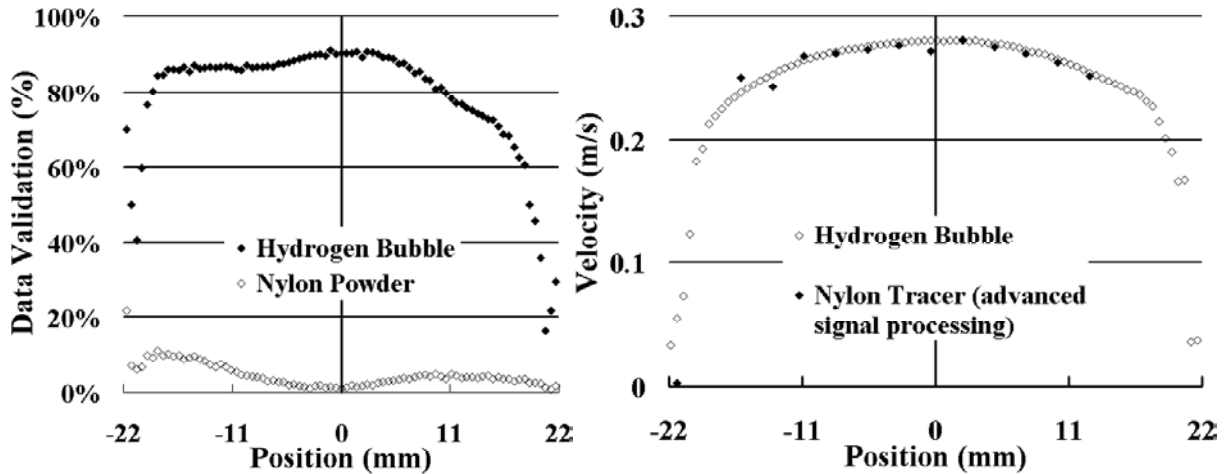 100%
80%
60%
40%
20%
0%
Data Validation (%)
Hydrogen Bubble
Nylon Powder
-22
-11
0
11
22
Position (mm)
0.3
0.2
0.1
0
Velocity (m/s)
Hydrogen Bubble
Nylon Tracer (advanced
signal processing)
-22
-11
0
11
22
Position (mm)